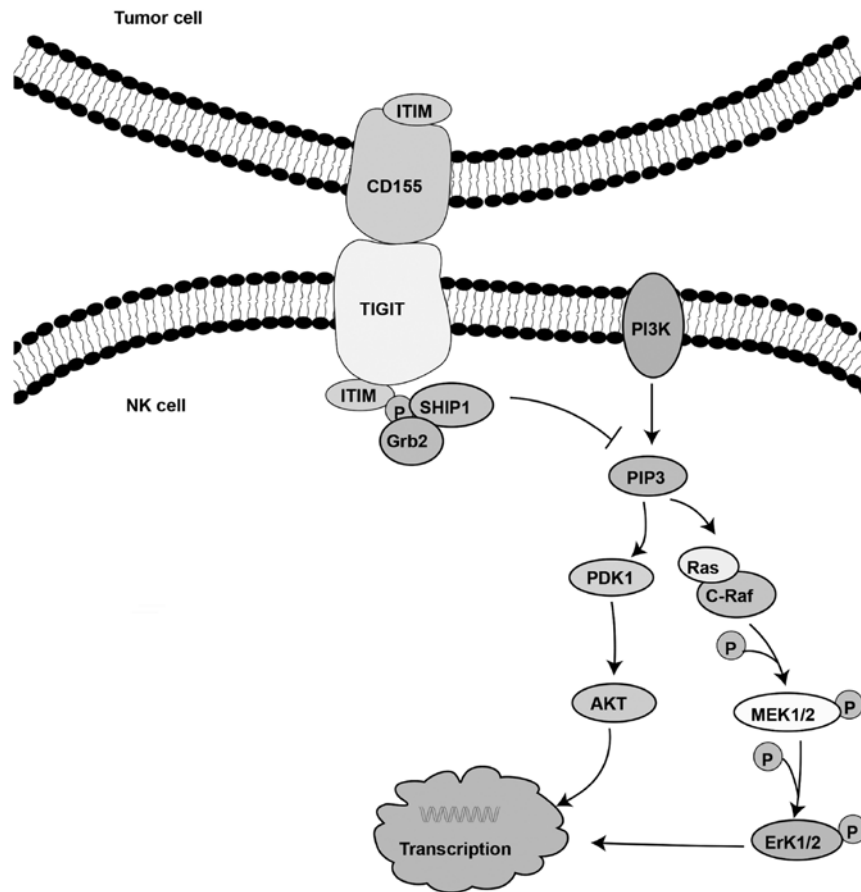 Tumor cell
ITIM
CD155
TIGIT
PI3K
NK cell
ITIM
P
SHIP1
Grb2
PIP3
PDK1
Ras
C-Raf
P
AKT
MEK1/2
P
P
Transcription
ErK1/2
P